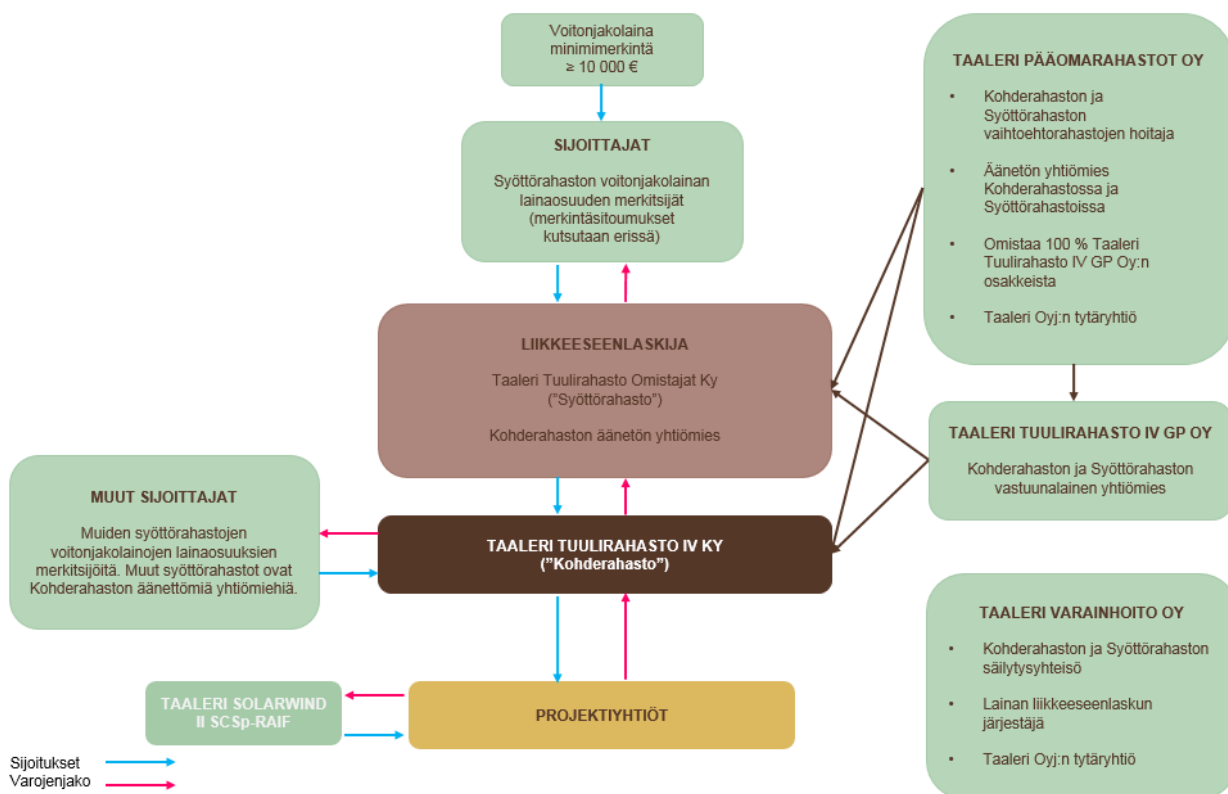 Voitonjakolaina
minimimerkintä
≥ 10 000 €
SIJOITTAJAT
Syöttörahaston voitonjakolainan
lainaosuuden merkitsijät
(merkintäsitoumukset
kutsutaan erissä)
LIIKKEESEENLASKIJA
Taaleri Tuulirahasto Omistajat Ky
("Syöttörahasto")
Kohderahaston äänetön yhtiömies
MUUT SIJOITTAJAT
Muiden syöttörahastojen
voitonjakolainojen lainaosuuksien
merkitsijöitä. Muut syöttörahastot ovat
Kohderahaston äänettömiä yhtiömiehiä.
TAALERI TUULIRAHASTO IV KY
("Kohderahasto")
TAALERI SOLARWIND
II SCSp-RAIF
PROJEKTIYHTIÖT
Sijoitukset
Varojenjako
TAALERI PÄÄOMARAHASTOT OY
• Kohderahaston ja
Syöttörahaston
vaihtoehtorahastojen hoitaja
• Äänetön yhtiömies
Kohderahastossa ja
Syöttörahastoissa
• Omistaa 100 % Taaleri
Tuulirahasto IV GP Oy:n
osakkeista
• Taaleri Oyj:n tytäryhtiö
TAALERI TUULIRAHASTO IV GP OY
Kohderahaston ja Syöttörahaston
vastuunalainen yhtiömies
TAALERI VARAINHOITO OY
• Kohderahaston ja Syöttörahaston
säilytysyhteisö
• Lainan liikkeeseenlaskun
järjestäjä
• Taaleri Oyj:n tytäryhtiö